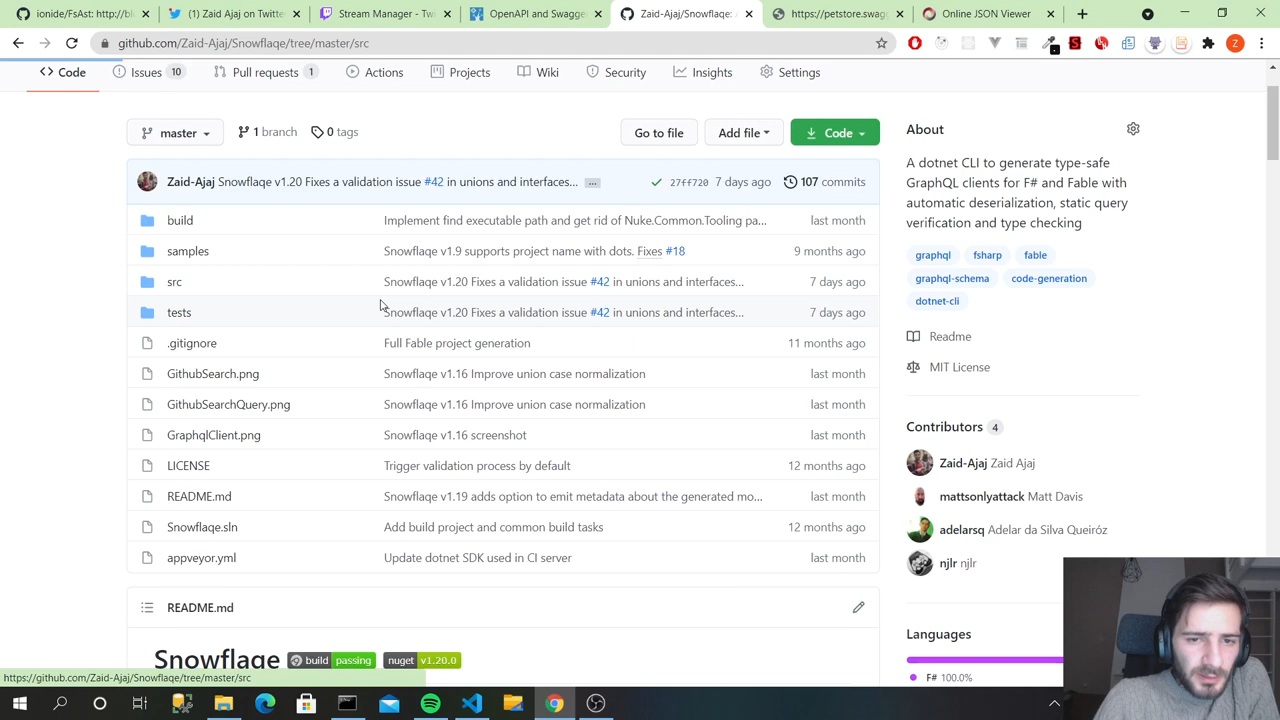 ionide/FsAst: http://bl
(1) Zaid Ajaj on Twitte
Stream Manager - Tw
OpenAPI and Swagge
Zaid-Ajaj/Snowflaqe: 
https://petstore.swagg
Online JSON Viewer
github.com/Zaid-Ajaj/Snowflaqe/tree/master/src
Z
Code
Issues 10
Pull requests 1
Actions
Projects
Wiki
Security
Insights
Settings
master
1 branch
0 tags
Go to file
Add file
Code
Zaid-Ajaj Snowflaqe v1.20 Fixes a validation issue #42 in unions and interfaces... ... 27ff720 7 days ago 107 commits
build Implement find executable path and get rid of Nuke.Common.Tooling pa... last month
samples Snowflaqe v1.9 supports project name with dots. Fixes #18 9 months ago
src Snowflaqe v1.20 Fixes a validation issue #42 in unions and interfaces... 7 days ago
tests Snowflaqe v1.20 Fixes a validation issue #42 in unions and interfaces... 7 days ago
.gitignore Full Fable project generation 11 months ago
GithubSearch.png Snowflaqe v1.16 Improve union case normalization last month
GithubSearchQuery.png Snowflaqe v1.16 Improve union case normalization last month
GraphqlClient.png Snowflaqe v1.16 screenshot last month
LICENSE Trigger validation process by default 12 months ago
README.md Snowflaqe v1.19 adds option to emit metadata about the generated mo... last month
Snowflaqe.sln Add build project and common build tasks 12 months ago
appveyor.yml Update dotnet SDK used in CI server last month
README.md
Snowflaqe build passing nuget v1.20.0
About
A dotnet CLI to generate type-safe
GraphQL clients for F# and Fable with
automatic deserialization, static query
verification and type checking
graphql fsharp fable
graphql-schema code-generation
dotnet-cli
Readme
MIT License
Contributors 4
Zaid-Ajaj Zaid Ajaj
mattsonlyattack Matt Davis
adelarsq Adelar da Silva Queiróz
njlr njlr
Languages
F# 100.0%
https://github.com/Zaid-Ajaj/Snowflaqe/tree/master/src